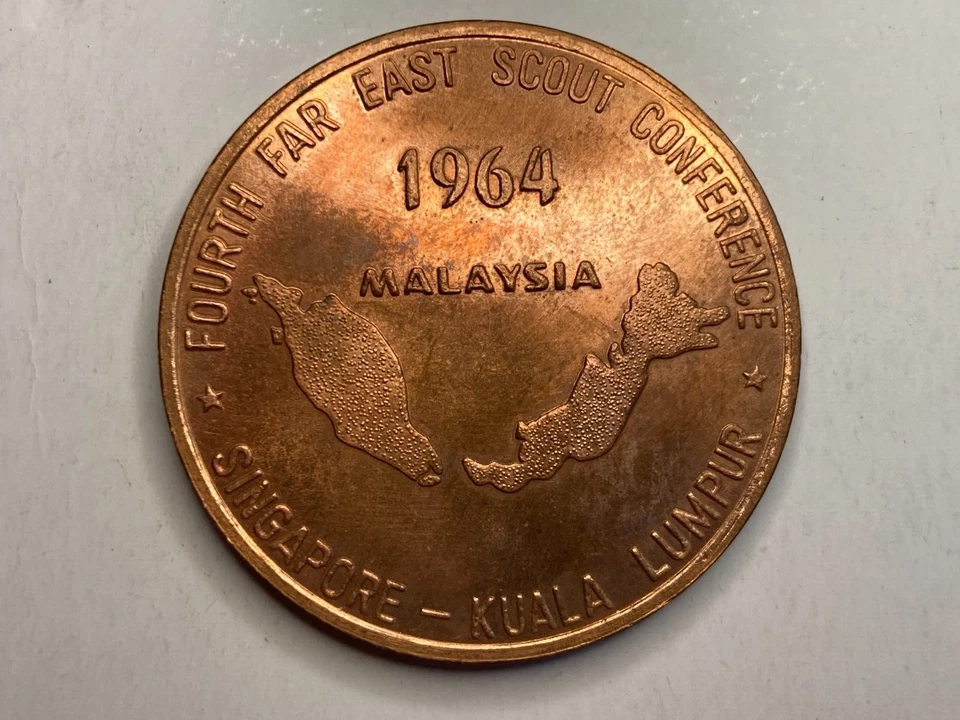 FOURTH FAR EAST SCOUT CONFERENCE
1964
MALAYSIA
SINGAPORE – KUALA LUMPUR